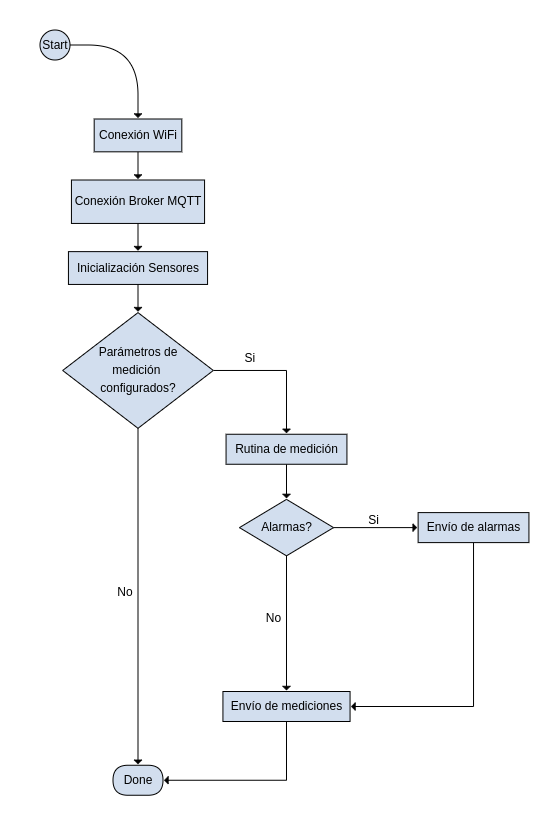 Start
Conexión WiFi
Conexión Broker MQTT
Inicialización Sensores
Parámetros de
medición
configurados?
Si
Rutina de medición
Alarmas?
Si
Envío de alarmas
No
No
Envío de mediciones
Done